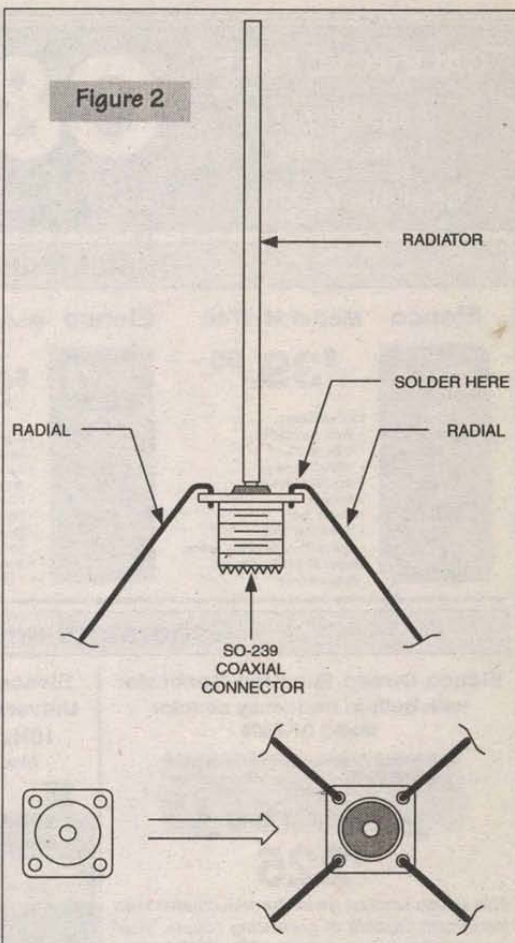 Figure 2
RADIATOR
SOLDER HERE
RADIAL
RADIAL
SO-239
COAXIAL
CONNECTOR